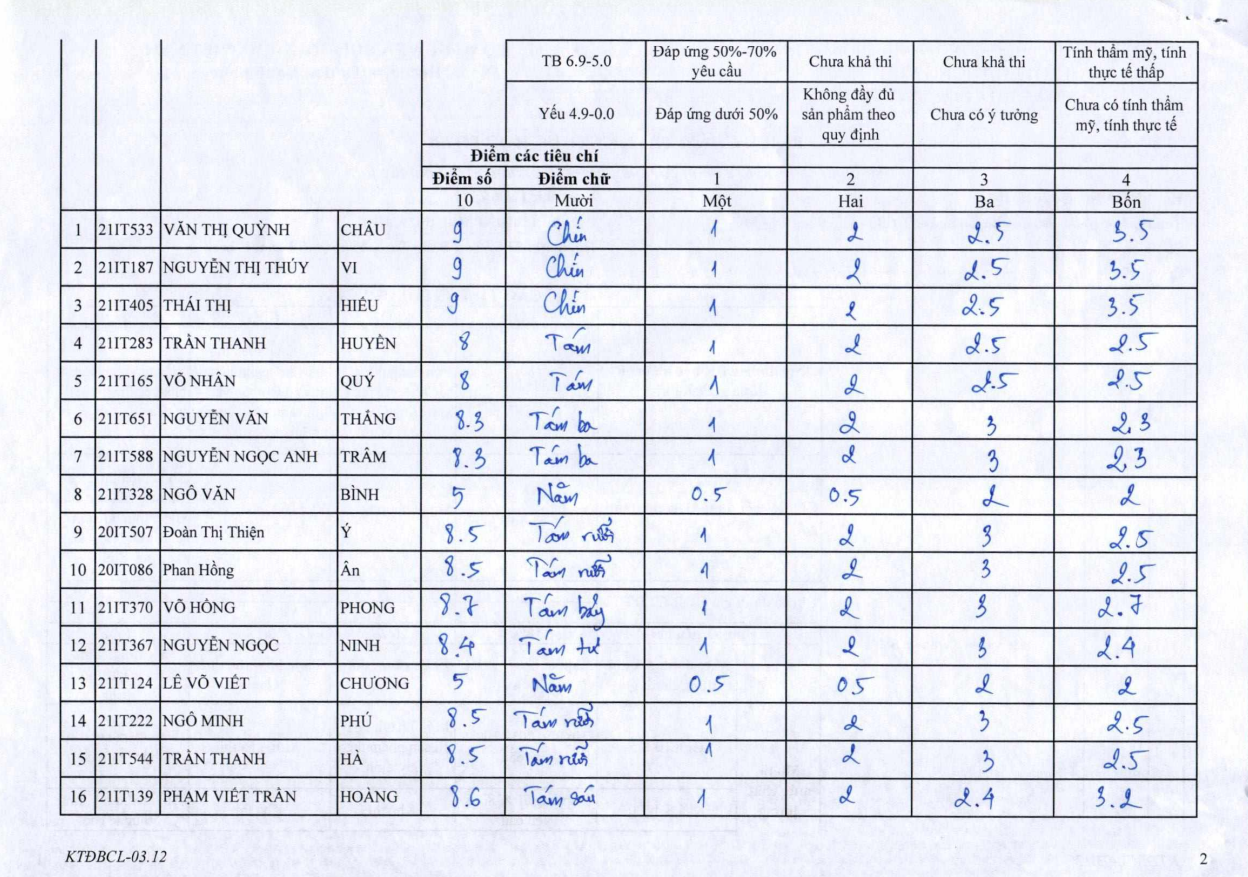 TB 6.9-5.0 Đáp ứng 50%-70% yêu cầu Chưa khả thi Chưa khả thi Tính thẩm mỹ, tính thực tế thấp
Yếu 4.9-0.0 Đáp ứng dưới 50% Không đầy đủ sản phẩm theo quy định Chưa có ý tưởng Chưa có tính thẩm mỹ, tính thực tế
Điểm các tiêu chí
Điểm số Điểm chữ 1 2 3 4
10 Mười Một Hai Ba Bốn
1 21IT533 VĂN THỊ QUỲNH CHÂU 9 Chín 1 2 2.5 3.5
2 21IT187 NGUYỄN THỊ THÚY VI 9 Chín 1 2 2.5 3.5
3 21IT405 THÁI THỊ HIẾU 9 Chín 1 2 2.5 3.5
4 21IT283 TRẦN THANH HUYỀN 8 Tám 1 2 2.5 2.5
5 21IT165 VÕ NHÂN QUÝ 8 Tám 1 2 2.5 2.5
6 21IT651 NGUYỄN VĂN THẮNG 8.3 Tám ba 1 2 3 2,3
7 21IT588 NGUYỄN NGỌC ANH TRÂM 8.3 Tám ba 1 2 3 2,3
8 21IT328 NGÔ VĂN BÌNH 5 Năm 0.5 0.5 2 2
9 20IT507 Đoàn Thị Thiện Ý 8.5 Tám rưỡi 1 2 3 2.5
10 20IT086 Phan Hồng Ân 8.5 Tám rưỡi 1 2 3 2.5
11 21IT370 VÕ HỒNG PHONG 8.7 Tám bảy 1 2 3 2.7
12 21IT367 NGUYỄN NGỌC NINH 8.4 Tám tư 1 2 3 2.4
13 21IT124 LÊ VÕ VIẾT CHƯƠNG 5 Năm 0.5 0.5 2 2
14 21IT222 NGÔ MINH PHÚ 8.5 Tám rưỡi 1 2 3 2.5
15 21IT544 TRẦN THANH HÀ 8.5 Tám rưỡi 1 2 3 2.5
16 21IT139 PHẠM VIẾT TRẦN HOÀNG 8.6 Tám sáu 1 2 2.4 3.2
KTĐBCL-03.12 2